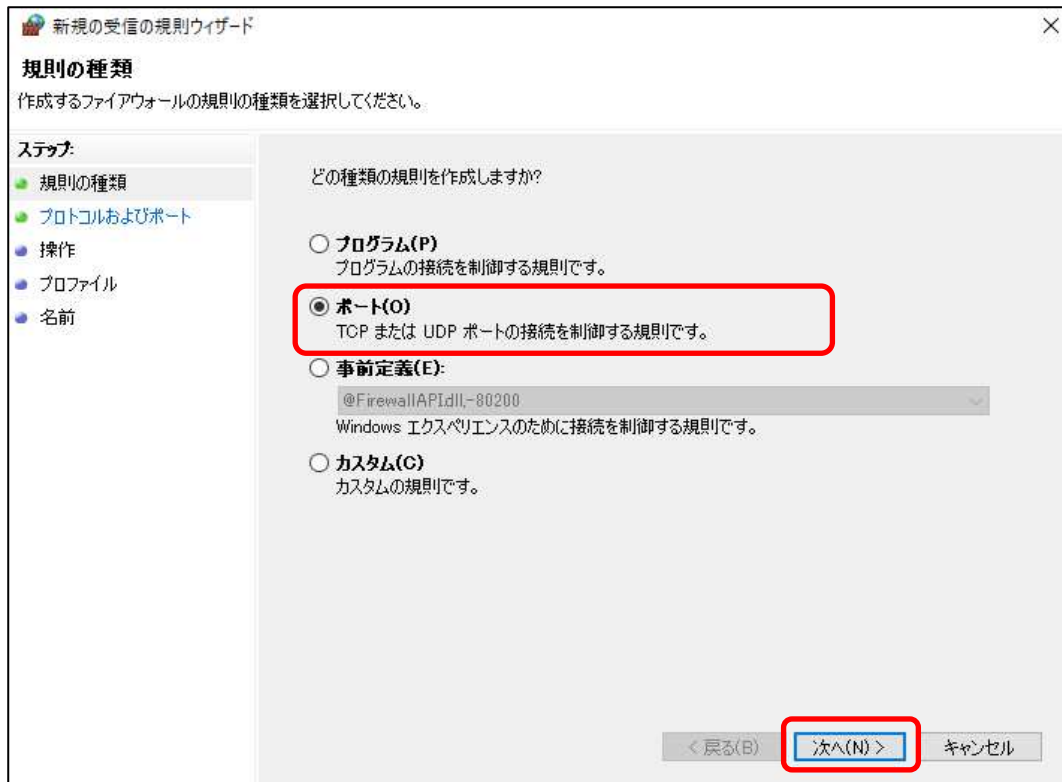 新規の受信の規則ウィザード
規則の種類
作成するファイアウォールの規則の種類を選択してください。
ステップ:
規則の種類
プロトコルおよびポート
操作
プロファイル
名前
どの種類の規則を作成しますか?
プログラム(P)
プログラムの接続を制御する規則です。
ポート(O)
TCP または UDP ポートの接続を制御する規則です。
事前定義(E):
@FirewallAPI.dll,-80200
Windows エクスペリエンスのために接続を制御する規則です。
カスタム(C)
カスタムの規則です。
< 戻る(B) 次へ(N) > キャンセル